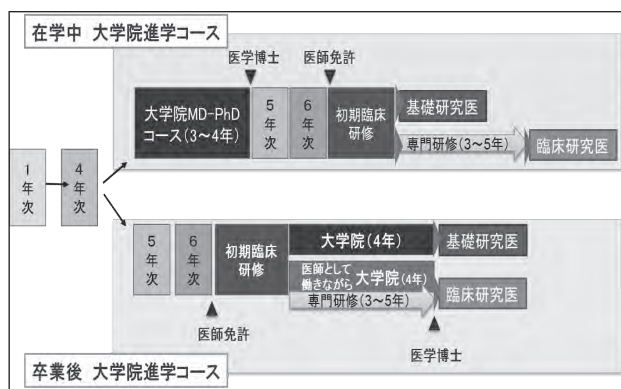 在学中 大学院進学コース
医学博士
医師免許
大学院MD-PhD
コース(3～4年)
5年次
6年次
初期臨床
研修
基礎研究医
専門研修(3～5年)
臨床研究医
1年次
4年次
5年次
6年次
初期臨床
研修
大学院(4年)
基礎研究医
医師として
働きながら
大学院(4年)
専門研修(3～5年)
臨床研究医
医師免許
医学博士
卒業後 大学院進学コース